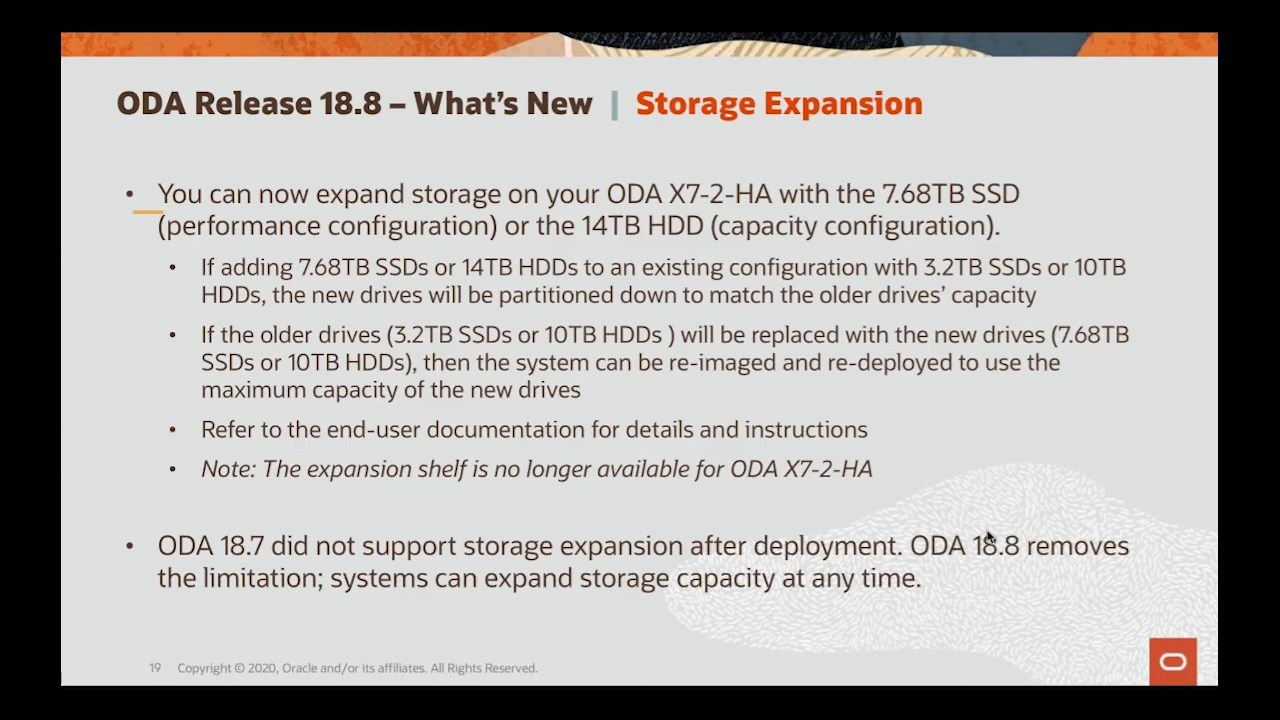 ODA Release 18.8 – What's New | Storage Expansion
• You can now expand storage on your ODA X7-2-HA with the 7.68TB SSD
(performance configuration) or the 14TB HDD (capacity configuration).
• If adding 7.68TB SSDs or 14TB HDDs to an existing configuration with 3.2TB SSDs or 10TB
HDDs, the new drives will be partitioned down to match the older drives' capacity
• If the older drives (3.2TB SSDs or 10TB HDDs ) will be replaced with the new drives (7.68TB
SSDs or 10TB HDDs), then the system can be re-imaged and re-deployed to use the
maximum capacity of the new drives
• Refer to the end-user documentation for details and instructions
• Note: The expansion shelf is no longer available for ODA X7-2-HA
• ODA 18.7 did not support storage expansion after deployment. ODA 18.8 removes
the limitation; systems can expand storage capacity at any time.
19 Copyright © 2020, Oracle and/or its affiliates. All Rights Reserved.